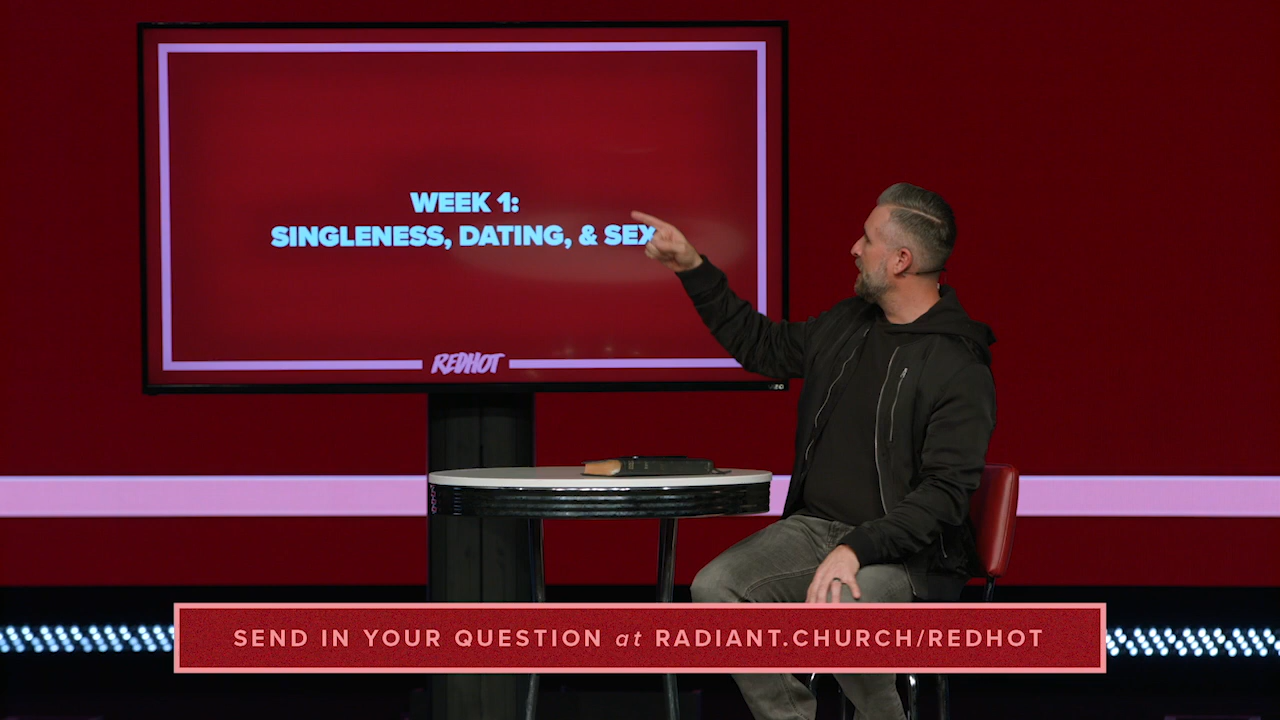 WEEK 1:
SINGLENESS, DATING, & SEX
REDHOT
SEND IN YOUR QUESTION at RADIANT.CHURCH/REDHOT